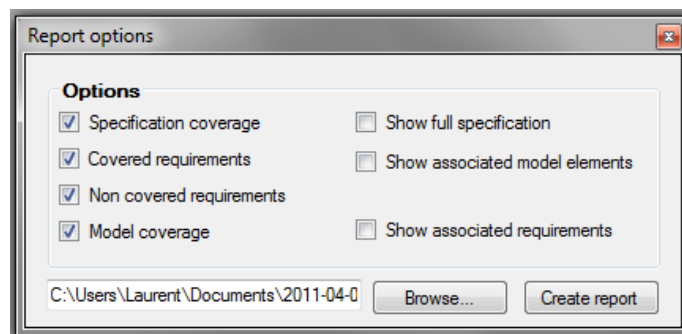 Report options
Options
Specification coverage
Show full specification
Covered requirements
Show associated model elements
Non covered requirements
Model coverage
Show associated requirements
C:\Users\Laurent\Documents\2011-04-0
Browse...
Create report